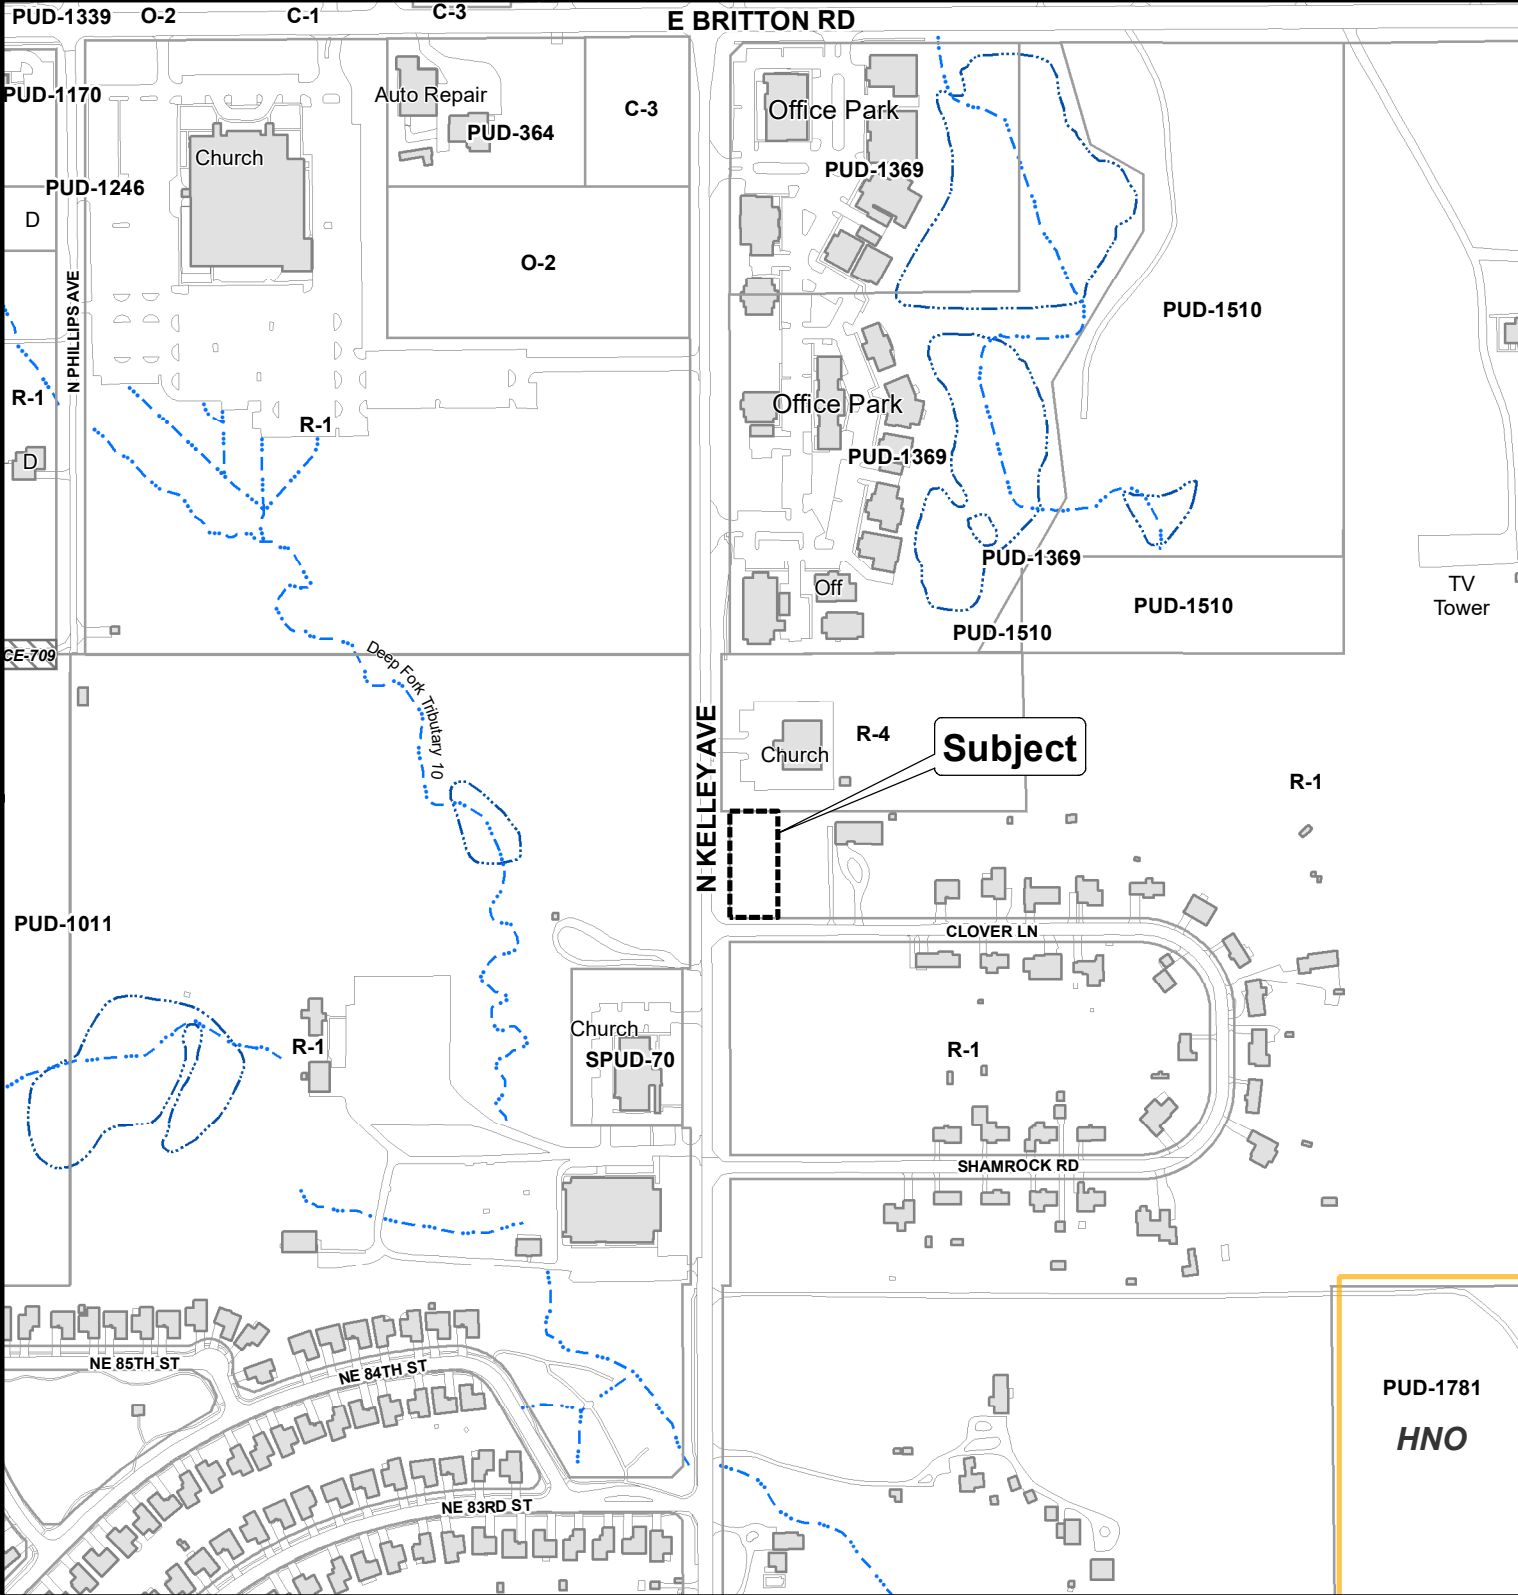 PUD-1339
O-2
C-1
C-3
E BRITTON RD
PUD-1170
Auto Repair
C-3
Office Park
PUD-364
Church
PUD-1369
PUD-1246
D
O-2
N PHILLIPS AVE
PUD-1510
R-1
R-1
Office Park
D
PUD-1369
PUD-1369
Off
TV
Tower
PUD-1510
PUD-1510
CE-709
Deep Fork Tributary 10
N KELLEY AVE
R-4
Subject
Church
R-1
PUD-1011
CLOVER LN
Church
R-1
SPUD-70
R-1
SHAMROCK RD
NE 85TH ST
NE 84TH ST
PUD-1781
HNO
NE 83RD ST